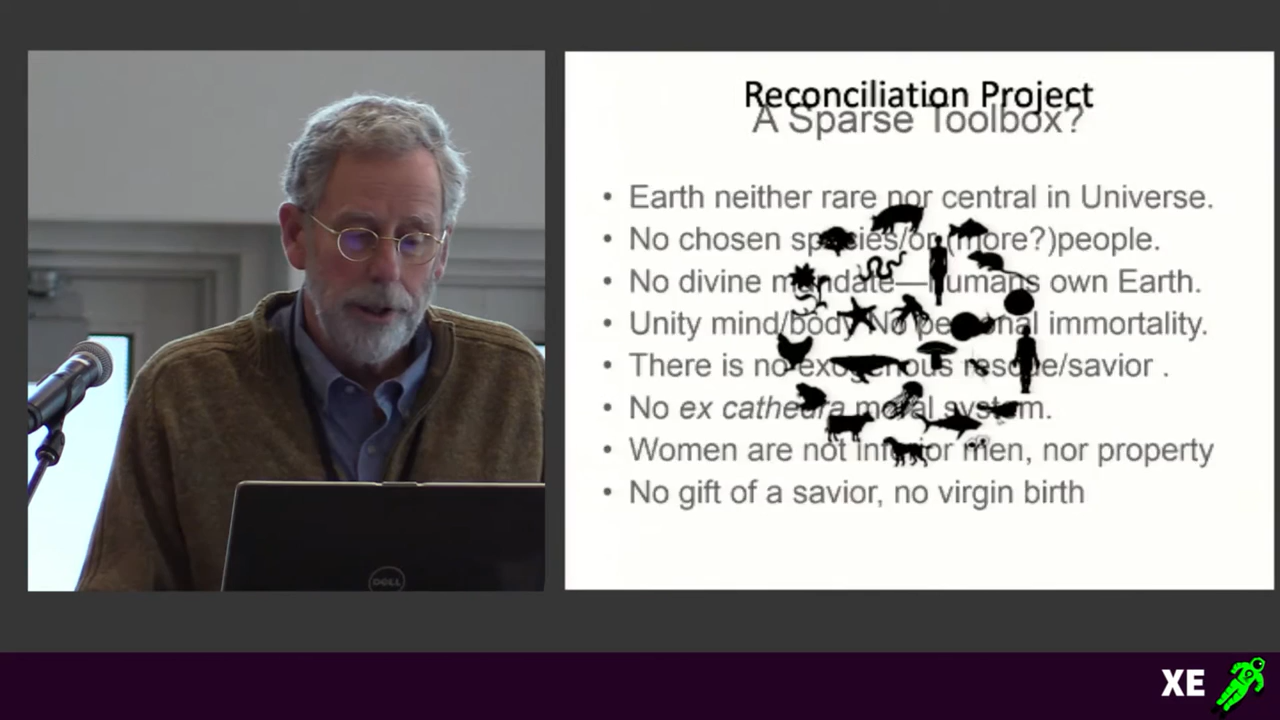 Reconciliation Project
A Sparse Toolbox?
• Earth neither rare nor central in Universe.
• No chosen species/or (more?)people.
• No divine mandate—humans own Earth.
• Unity mind/body No personal immortality.
• There is no exogenous rescue/savior .
• No ex cathedra moral system.
• Women are not inferior men, nor property
• No gift of a savior, no virgin birth
DELL
XE